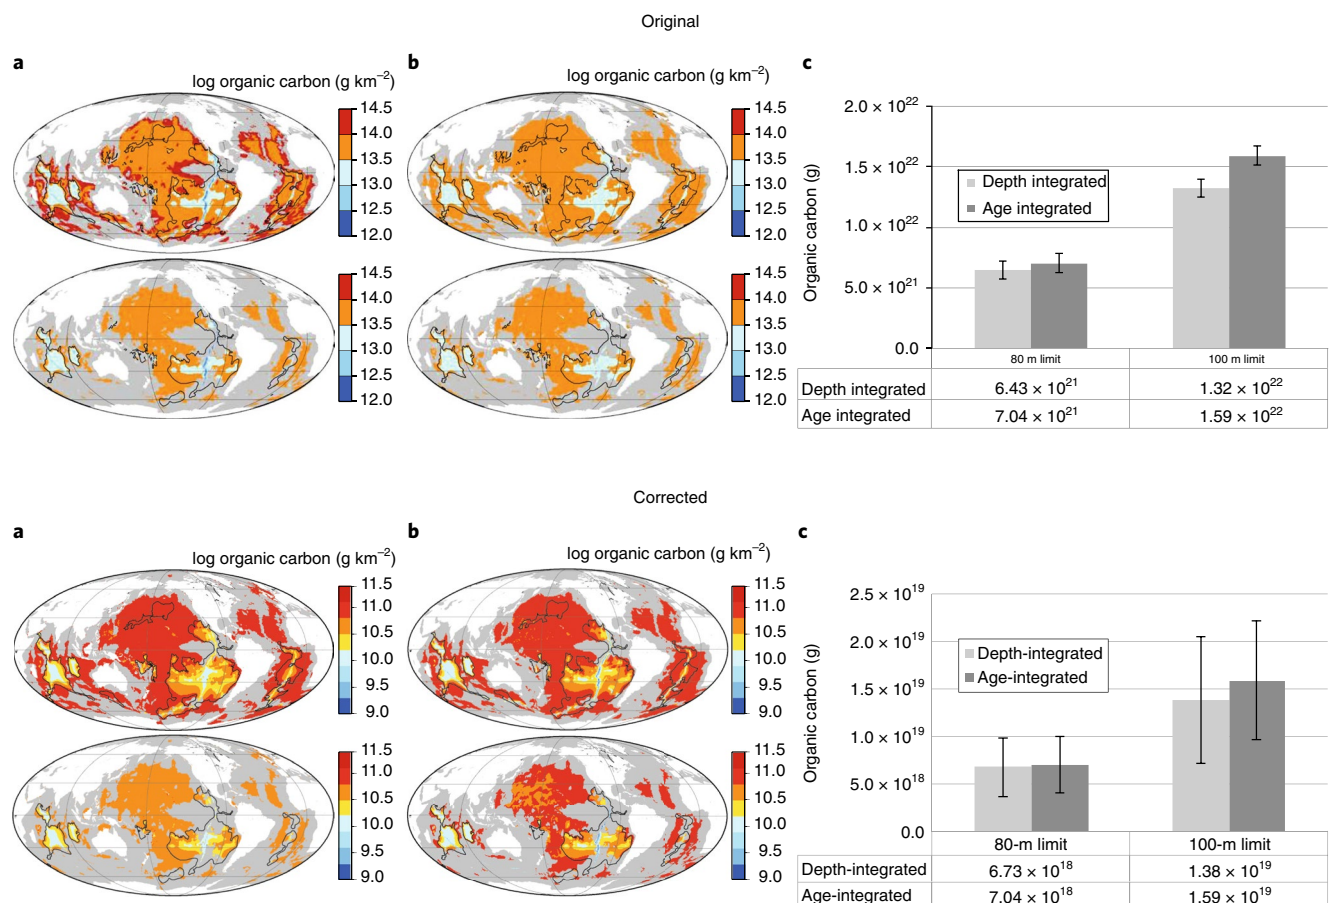 Original
a
log organic carbon (g km⁻²)
14.5
14.0
13.5
13.0
12.5
12.0
14.5
14.0
13.5
13.0
12.5
12.0
b
log organic carbon (g km⁻²)
14.5
14.0
13.5
13.0
12.5
12.0
14.5
14.0
13.5
13.0
12.5
12.0
c
2.0 × 10²²
1.5 × 10²²
1.0 × 10²²
5.0 × 10²¹
0.0
Organic carbon (g)
Depth integrated
Age integrated
80 m limit 100 m limit
Depth integrated 6.43 × 10²¹ 1.32 × 10²²
Age integrated 7.04 × 10²¹ 1.59 × 10²²
Corrected
a
log organic carbon (g km⁻²)
11.5
11.0
10.5
10.0
9.5
9.0
11.5
11.0
10.5
10.0
9.5
9.0
b
log organic carbon (g km⁻²)
11.5
11.0
10.5
10.0
9.5
9.0
11.5
11.0
10.5
10.0
9.5
9.0
c
2.5 × 10¹⁹
2.0 × 10¹⁹
1.5 × 10¹⁹
1.0 × 10¹⁹
5.0 × 10¹⁸
0.0
Organic carbon (g)
Depth-integrated
Age-integrated
80-m limit 100-m limit
Depth-integrated 6.73 × 10¹⁸ 1.38 × 10¹⁹
Age-integrated 7.04 × 10¹⁸ 1.59 × 10¹⁹